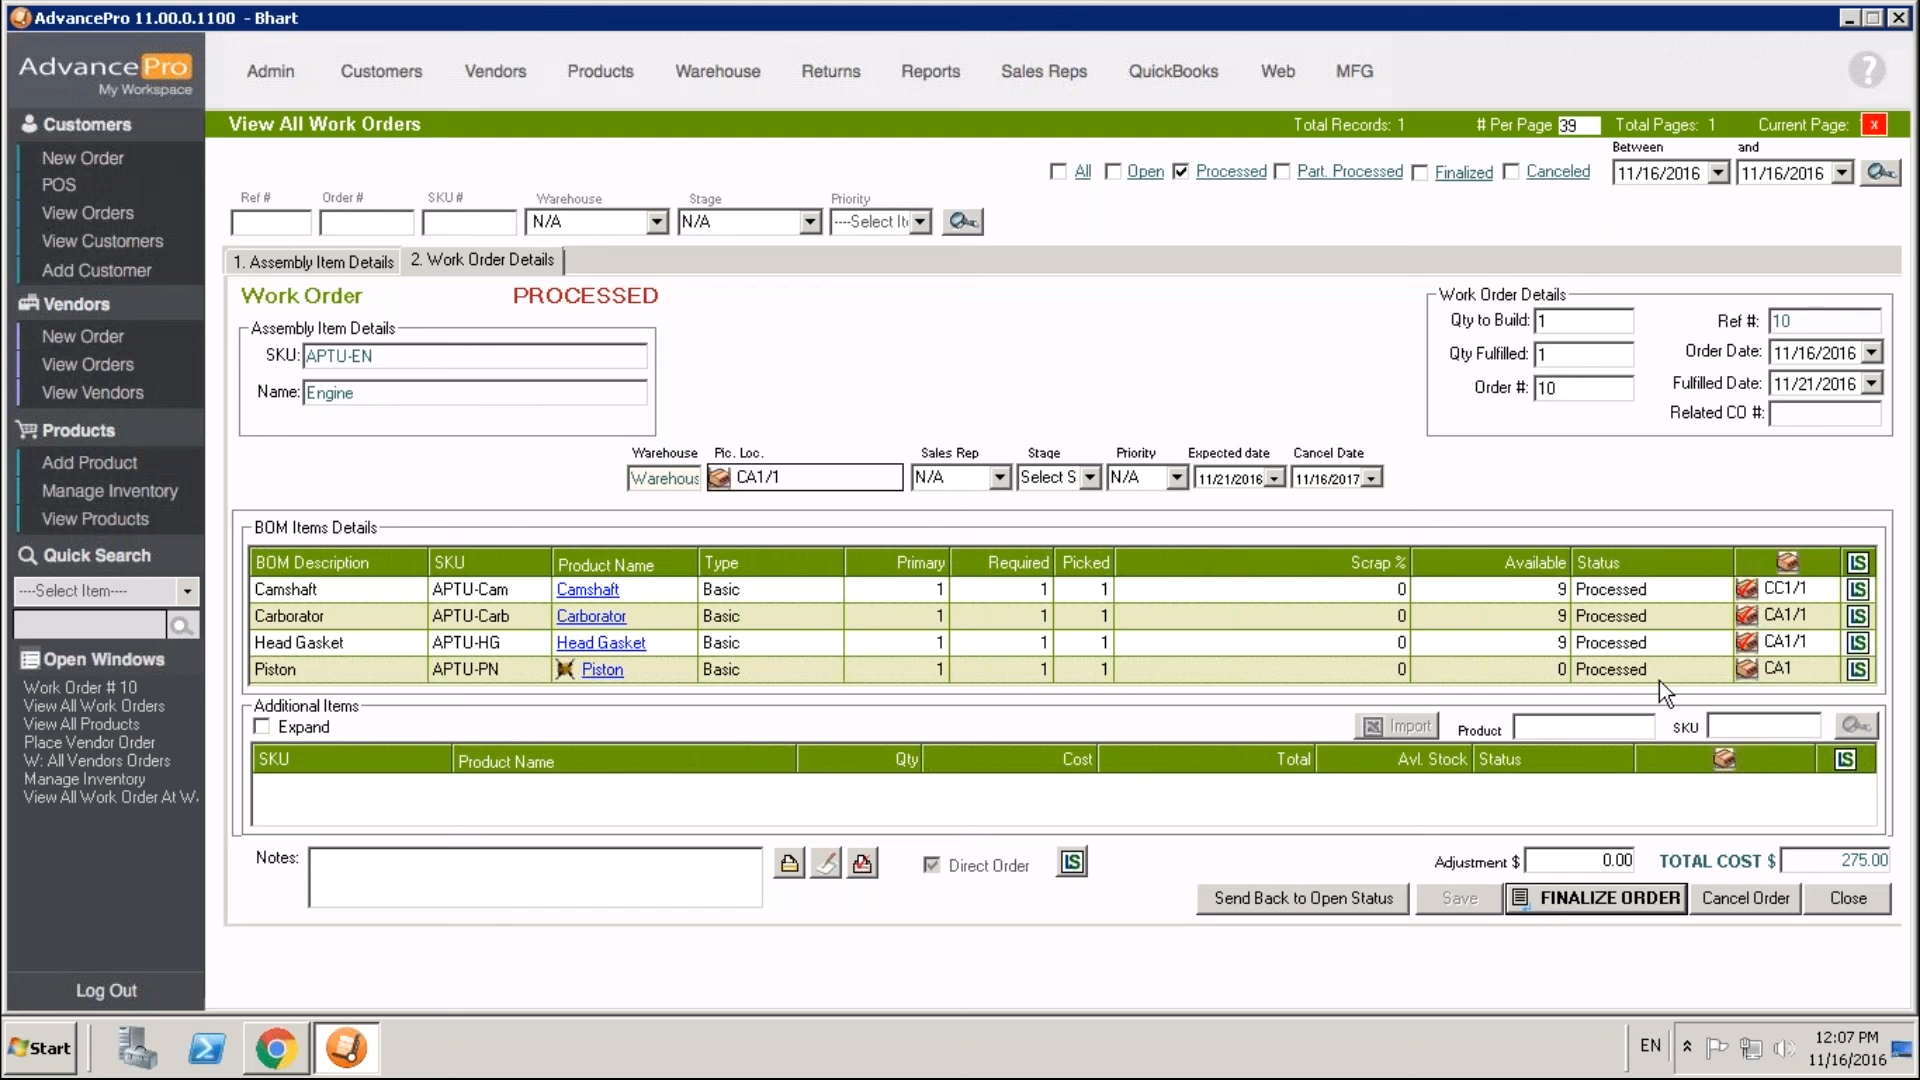 AdvancePro 11.00.0.1100 - Bhart
AdvancePro
My Workspace
Admin Customers Vendors Products Warehouse Returns Reports Sales Reps QuickBooks Web MFG
?
Customers
New Order
POS
View Orders
View Customers
Add Customer
Vendors
New Order
View Orders
View Vendors
Products
Add Product
Manage Inventory
View Products
Quick Search
----Select Item----
Open Windows
Work Order # 10
View All Work Orders
View All Products
Place Vendor Order
W: All Vendors Orders
Manage Inventory
View All Work Order At W
Log Out
View All Work Orders Total Records: 1 # Per Page 39 Total Pages: 1 Current Page: x
Between and
All Open Processed Part. Processed Finalized Canceled 11/16/2016 11/16/2016
Ref # Order # SKU # Warehouse Stage Priority
N/A N/A ----Select It
1. Assembly Item Details 2. Work Order Details
Work Order PROCESSED
Assembly Item Details
SKU: APTU-EN
Name: Engine
Work Order Details
Qty to Build: 1 Ref #: 10
Qty Fulfilled: 1 Order Date: 11/16/2016
Order #: 10 Fulfilled Date: 11/21/2016
Related CO #:
Warehouse Pic. Loc. Sales Rep Stage Priority Expected date Cancel Date
Warehous CA1/1 N/A Select S N/A 11/21/2016 11/16/2017
BOM Items Details
BOM Description SKU Product Name Type Primary Required Picked Scrap % Available Status LS
Camshaft APTU-Cam Camshaft Basic 1 1 1 0 9 Processed CC1/1 LS
Carborator APTU-Carb Carborator Basic 1 1 1 0 9 Processed CA1/1 LS
Head Gasket APTU-HG Head Gasket Basic 1 1 1 0 9 Processed CA1/1 LS
Piston APTU-PN Piston Basic 1 1 1 0 0 Processed CA1 LS
Additional Items
Expand Import Product SKU
SKU Product Name Qty Cost Total Avl. Stock Status LS
Notes: Direct Order LS Adjustment $ 0.00 TOTAL COST $ 275.00
Send Back to Open Status Save FINALIZE ORDER Cancel Order Close
Start EN 12:07 PM
11/16/2016